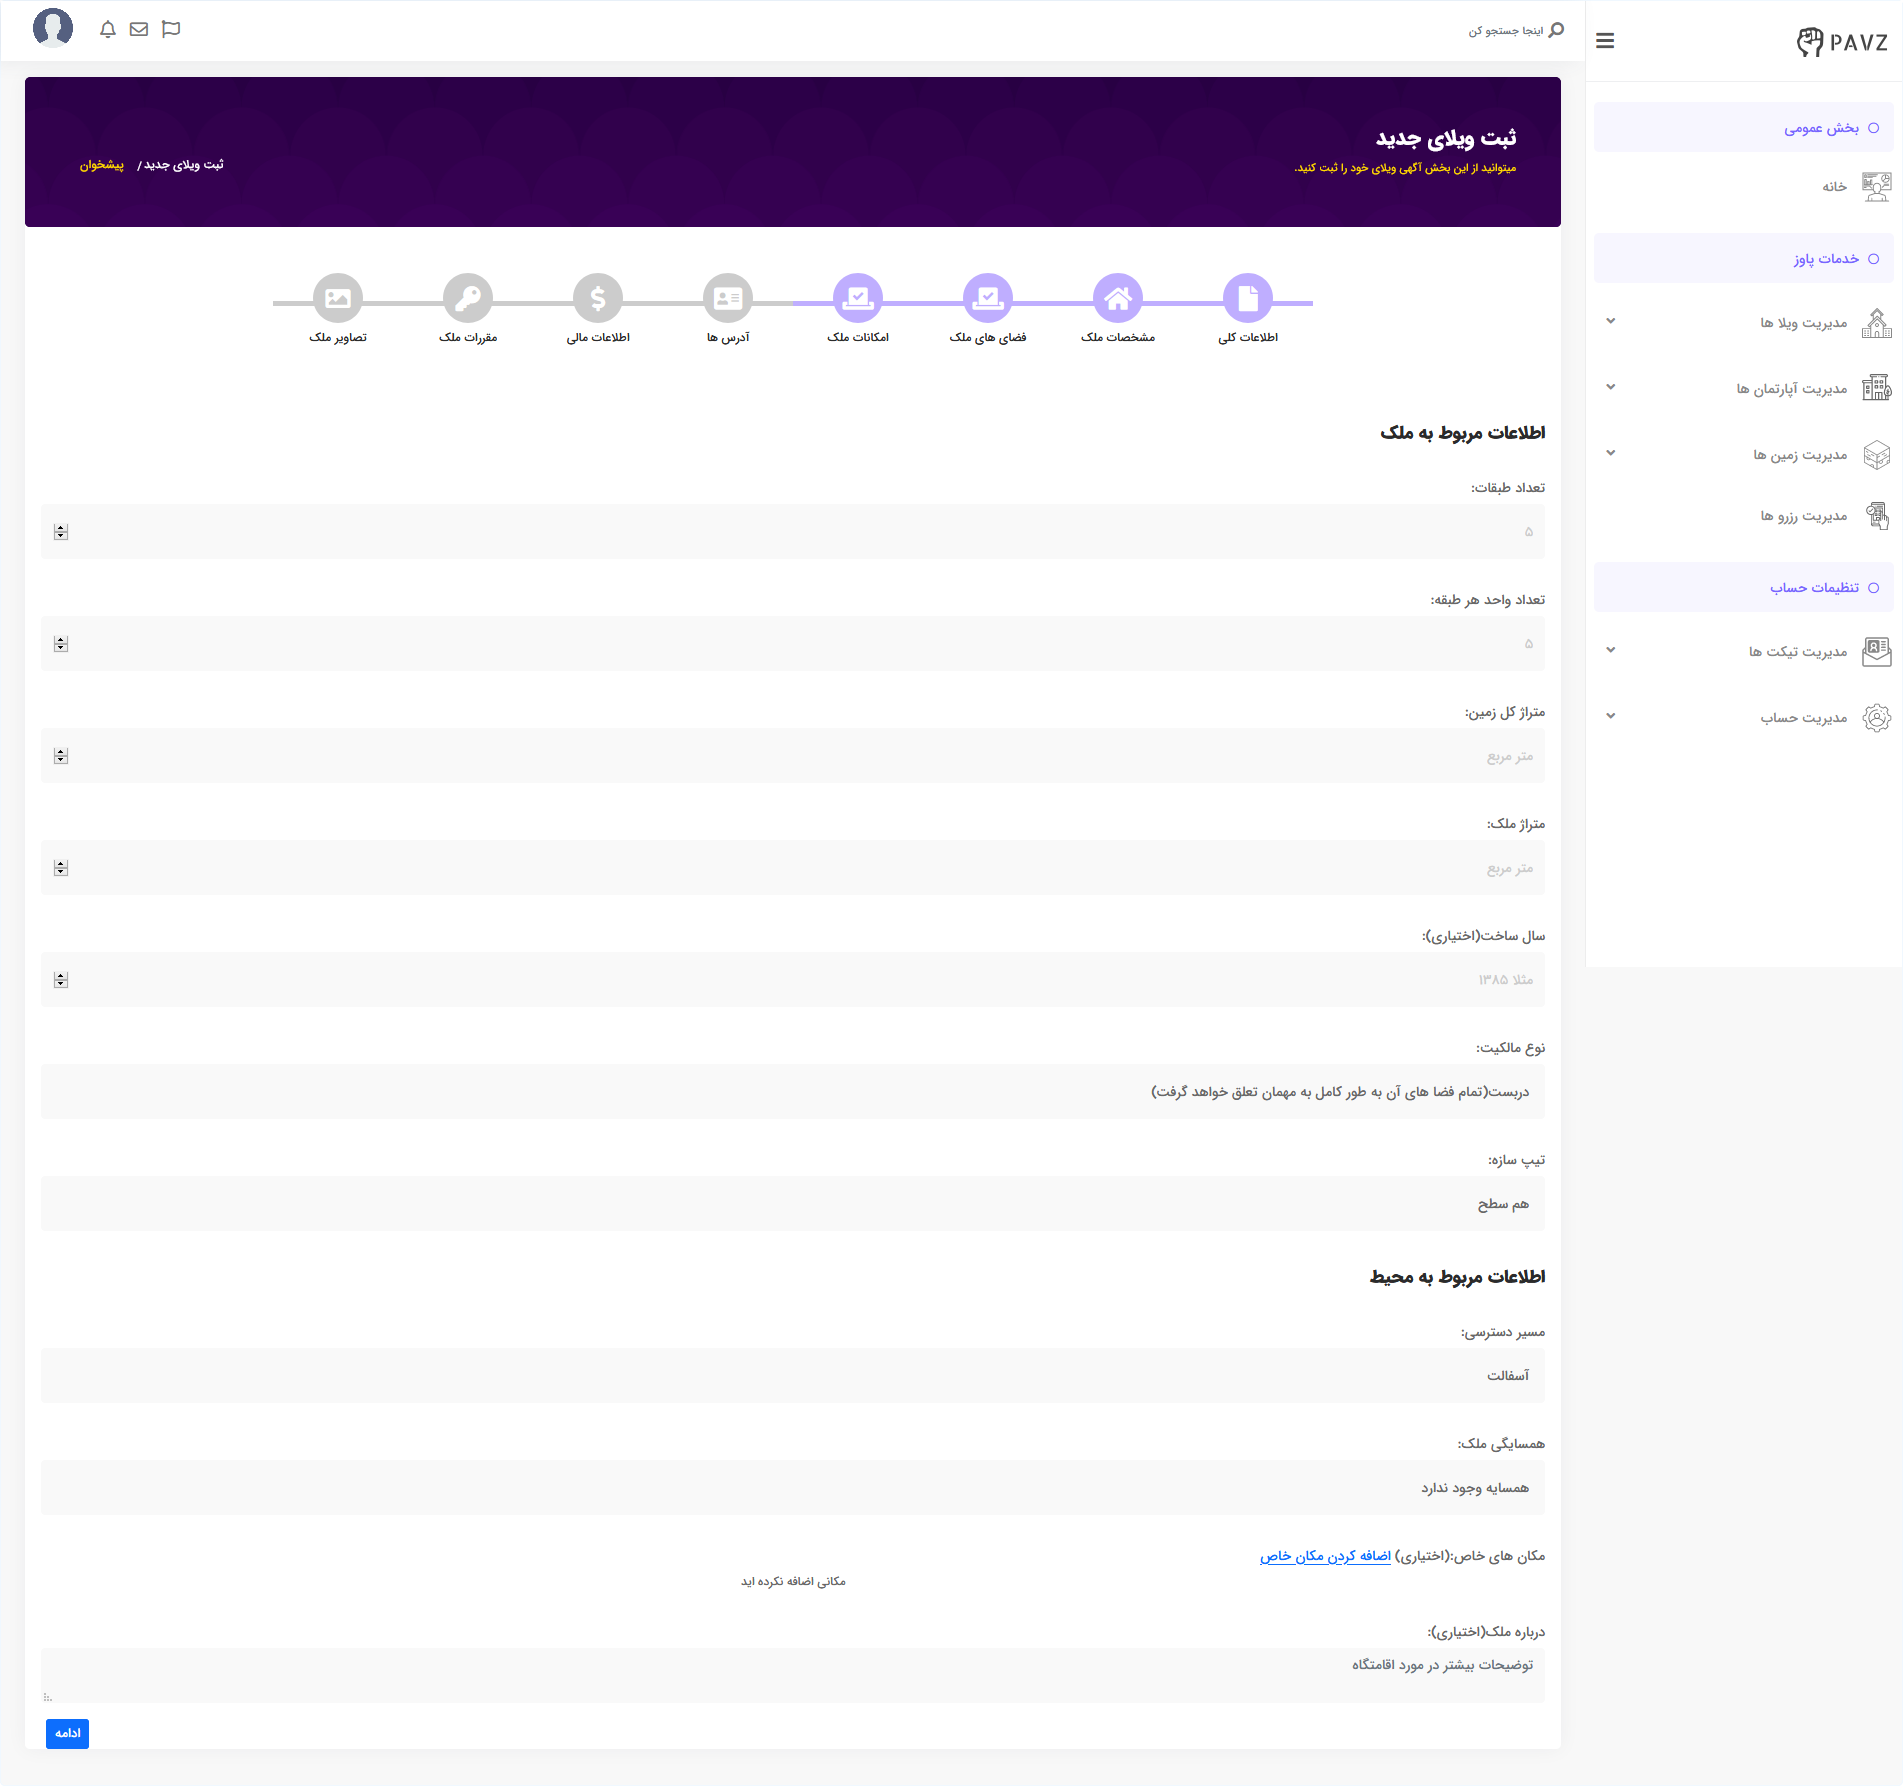 PAVZ
اینجا جستجو کن
بخش عمومی
خانه
خدمات پاوز
مدیریت ویلا ها
مدیریت آپارتمان ها
مدیریت زمین ها
مدیریت رزرو ها
تنظیمات حساب
مدیریت تیکت ها
مدیریت حساب
ثبت ویلای جدید
میتوانید از این بخش آگهی ویلای خود را ثبت کنید.
ثبت ویلای جدید / پیشخوان
اطلاعات کلی
مشخصات ملک
فضای های ملک
امکانات ملک
آدرس ها
اطلاعات مالی
مقررات ملک
تصاویر ملک
اطلاعات مربوط به ملک
تعداد طبقات:
۵
تعداد واحد هر طبقه:
۵
متراژ کل زمین:
متر مربع
متراژ ملک:
متر مربع
سال ساخت(اختیاری):
مثلا ۱۳۸۵
نوع مالکیت:
دربست(تمام فضا های آن به طور کامل به مهمان تعلق خواهد گرفت)
تیپ سازه:
هم سطح
اطلاعات مربوط به محیط
مسیر دسترسی:
آسفالت
همسایگی ملک:
همسایه وجود ندارد
مکان های خاص:(اختیاری) اضافه کردن مکان خاص
مکانی اضافه نکرده اید
درباره ملک(اختیاری):
توضیحات بیشتر در مورد اقامتگاه
ادامه